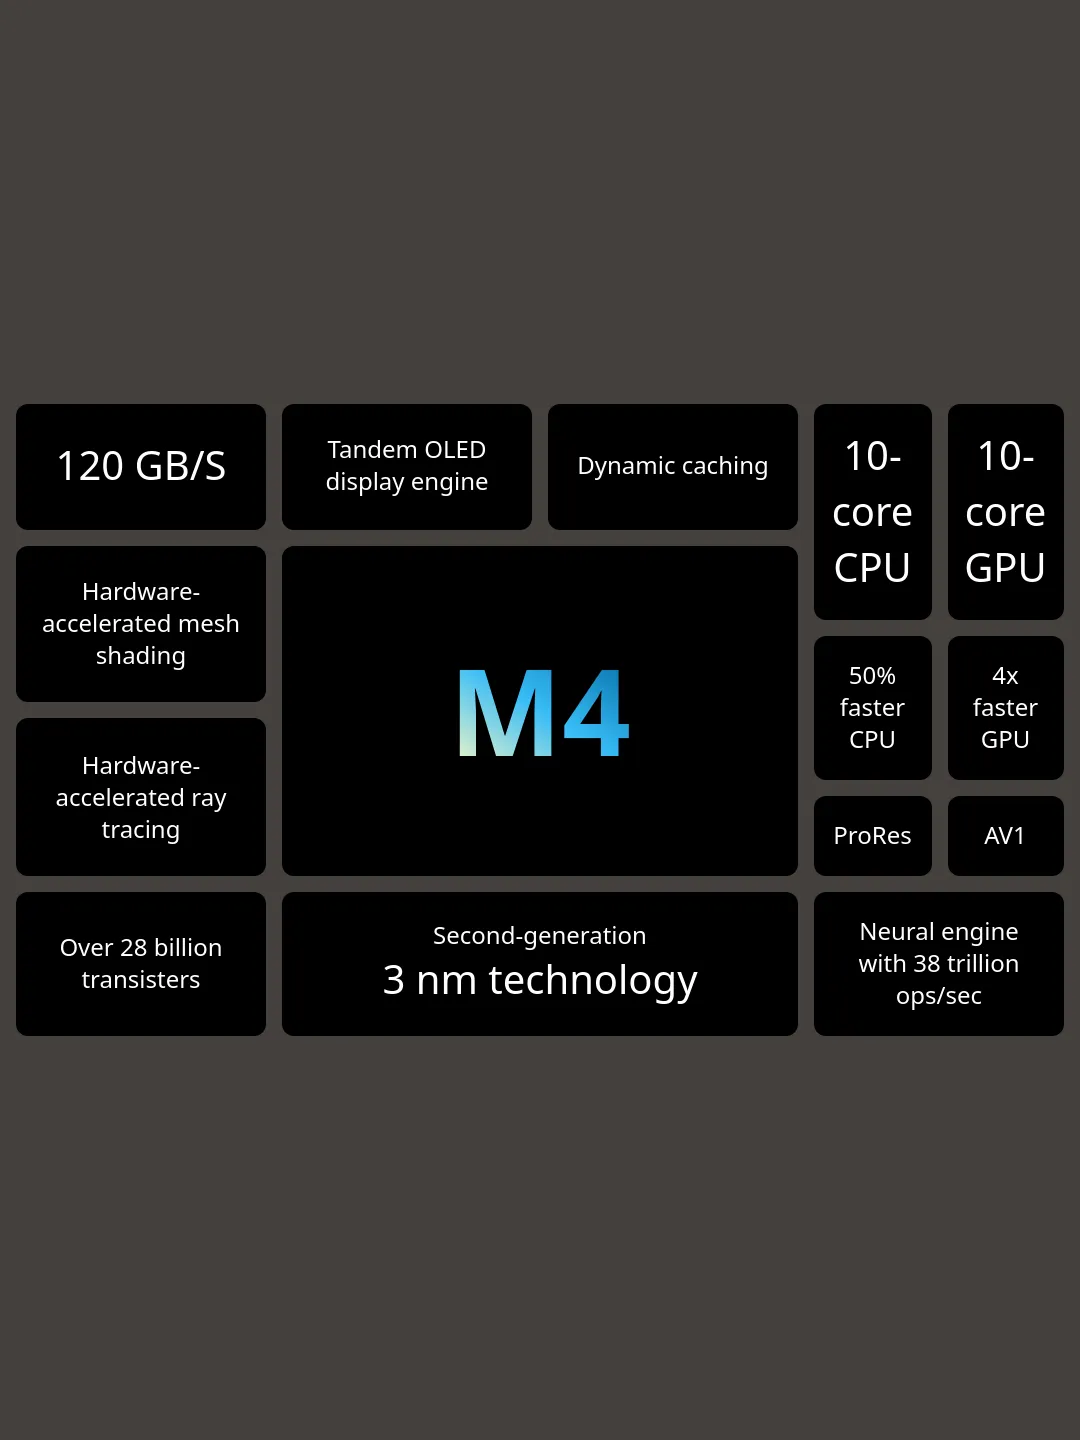 120 GB/S
Tandem OLED
display engine
Dynamic caching
10-
core
CPU
10-
core
GPU
Hardware-
accelerated mesh
shading
M4
50%
faster
CPU
4x
faster
GPU
Hardware-
accelerated ray
tracing
ProRes
AV1
Over 28 billion
transisters
Second-generation
3 nm technology
Neural engine
with 38 trillion
ops/sec